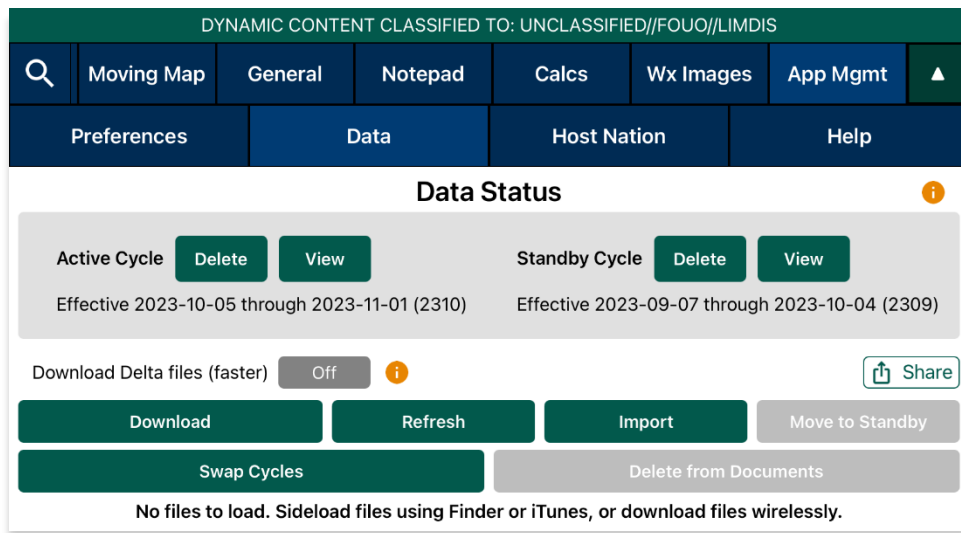 DYNAMIC CONTENT CLASSIFIED TO: UNCLASSIFIED//FOUO//LIMDIS
Moving Map General Notepad Calcs Wx Images App Mgmt
Preferences Data Host Nation Help
Data Status
Active Cycle Delete View Standby Cycle Delete View
Effective 2023-10-05 through 2023-11-01 (2310) Effective 2023-09-07 through 2023-10-04 (2309)
Download Delta files (faster) Off Share
Download Refresh Import Move to Standby
Swap Cycles Delete from Documents
No files to load. Sideload files using Finder or iTunes, or download files wirelessly.